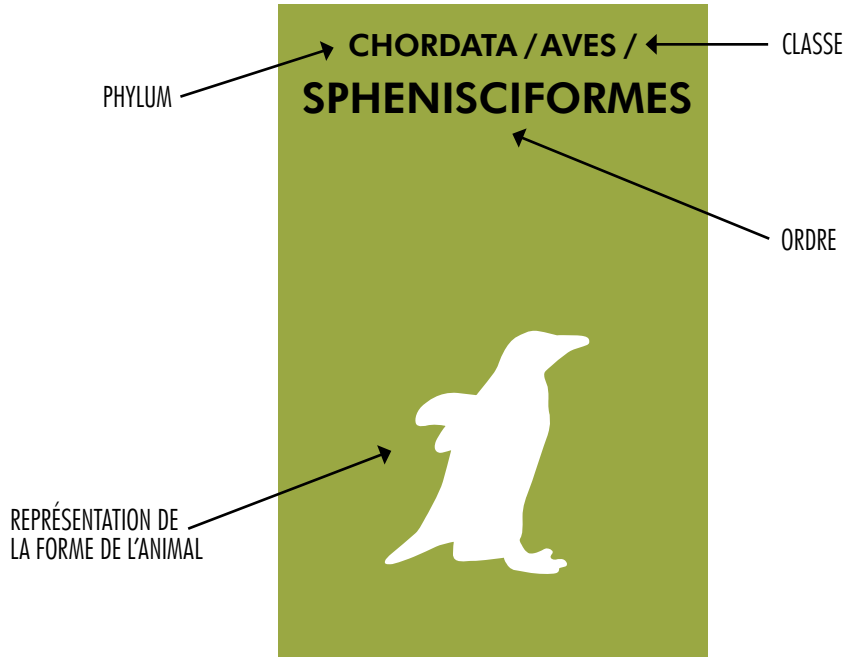 CHORDATA / AVES /
CLASSE
PHYLUM
SPHENISCIFORMES
ORDRE
REPRÉSENTATION DE
LA FORME DE L'ANIMAL